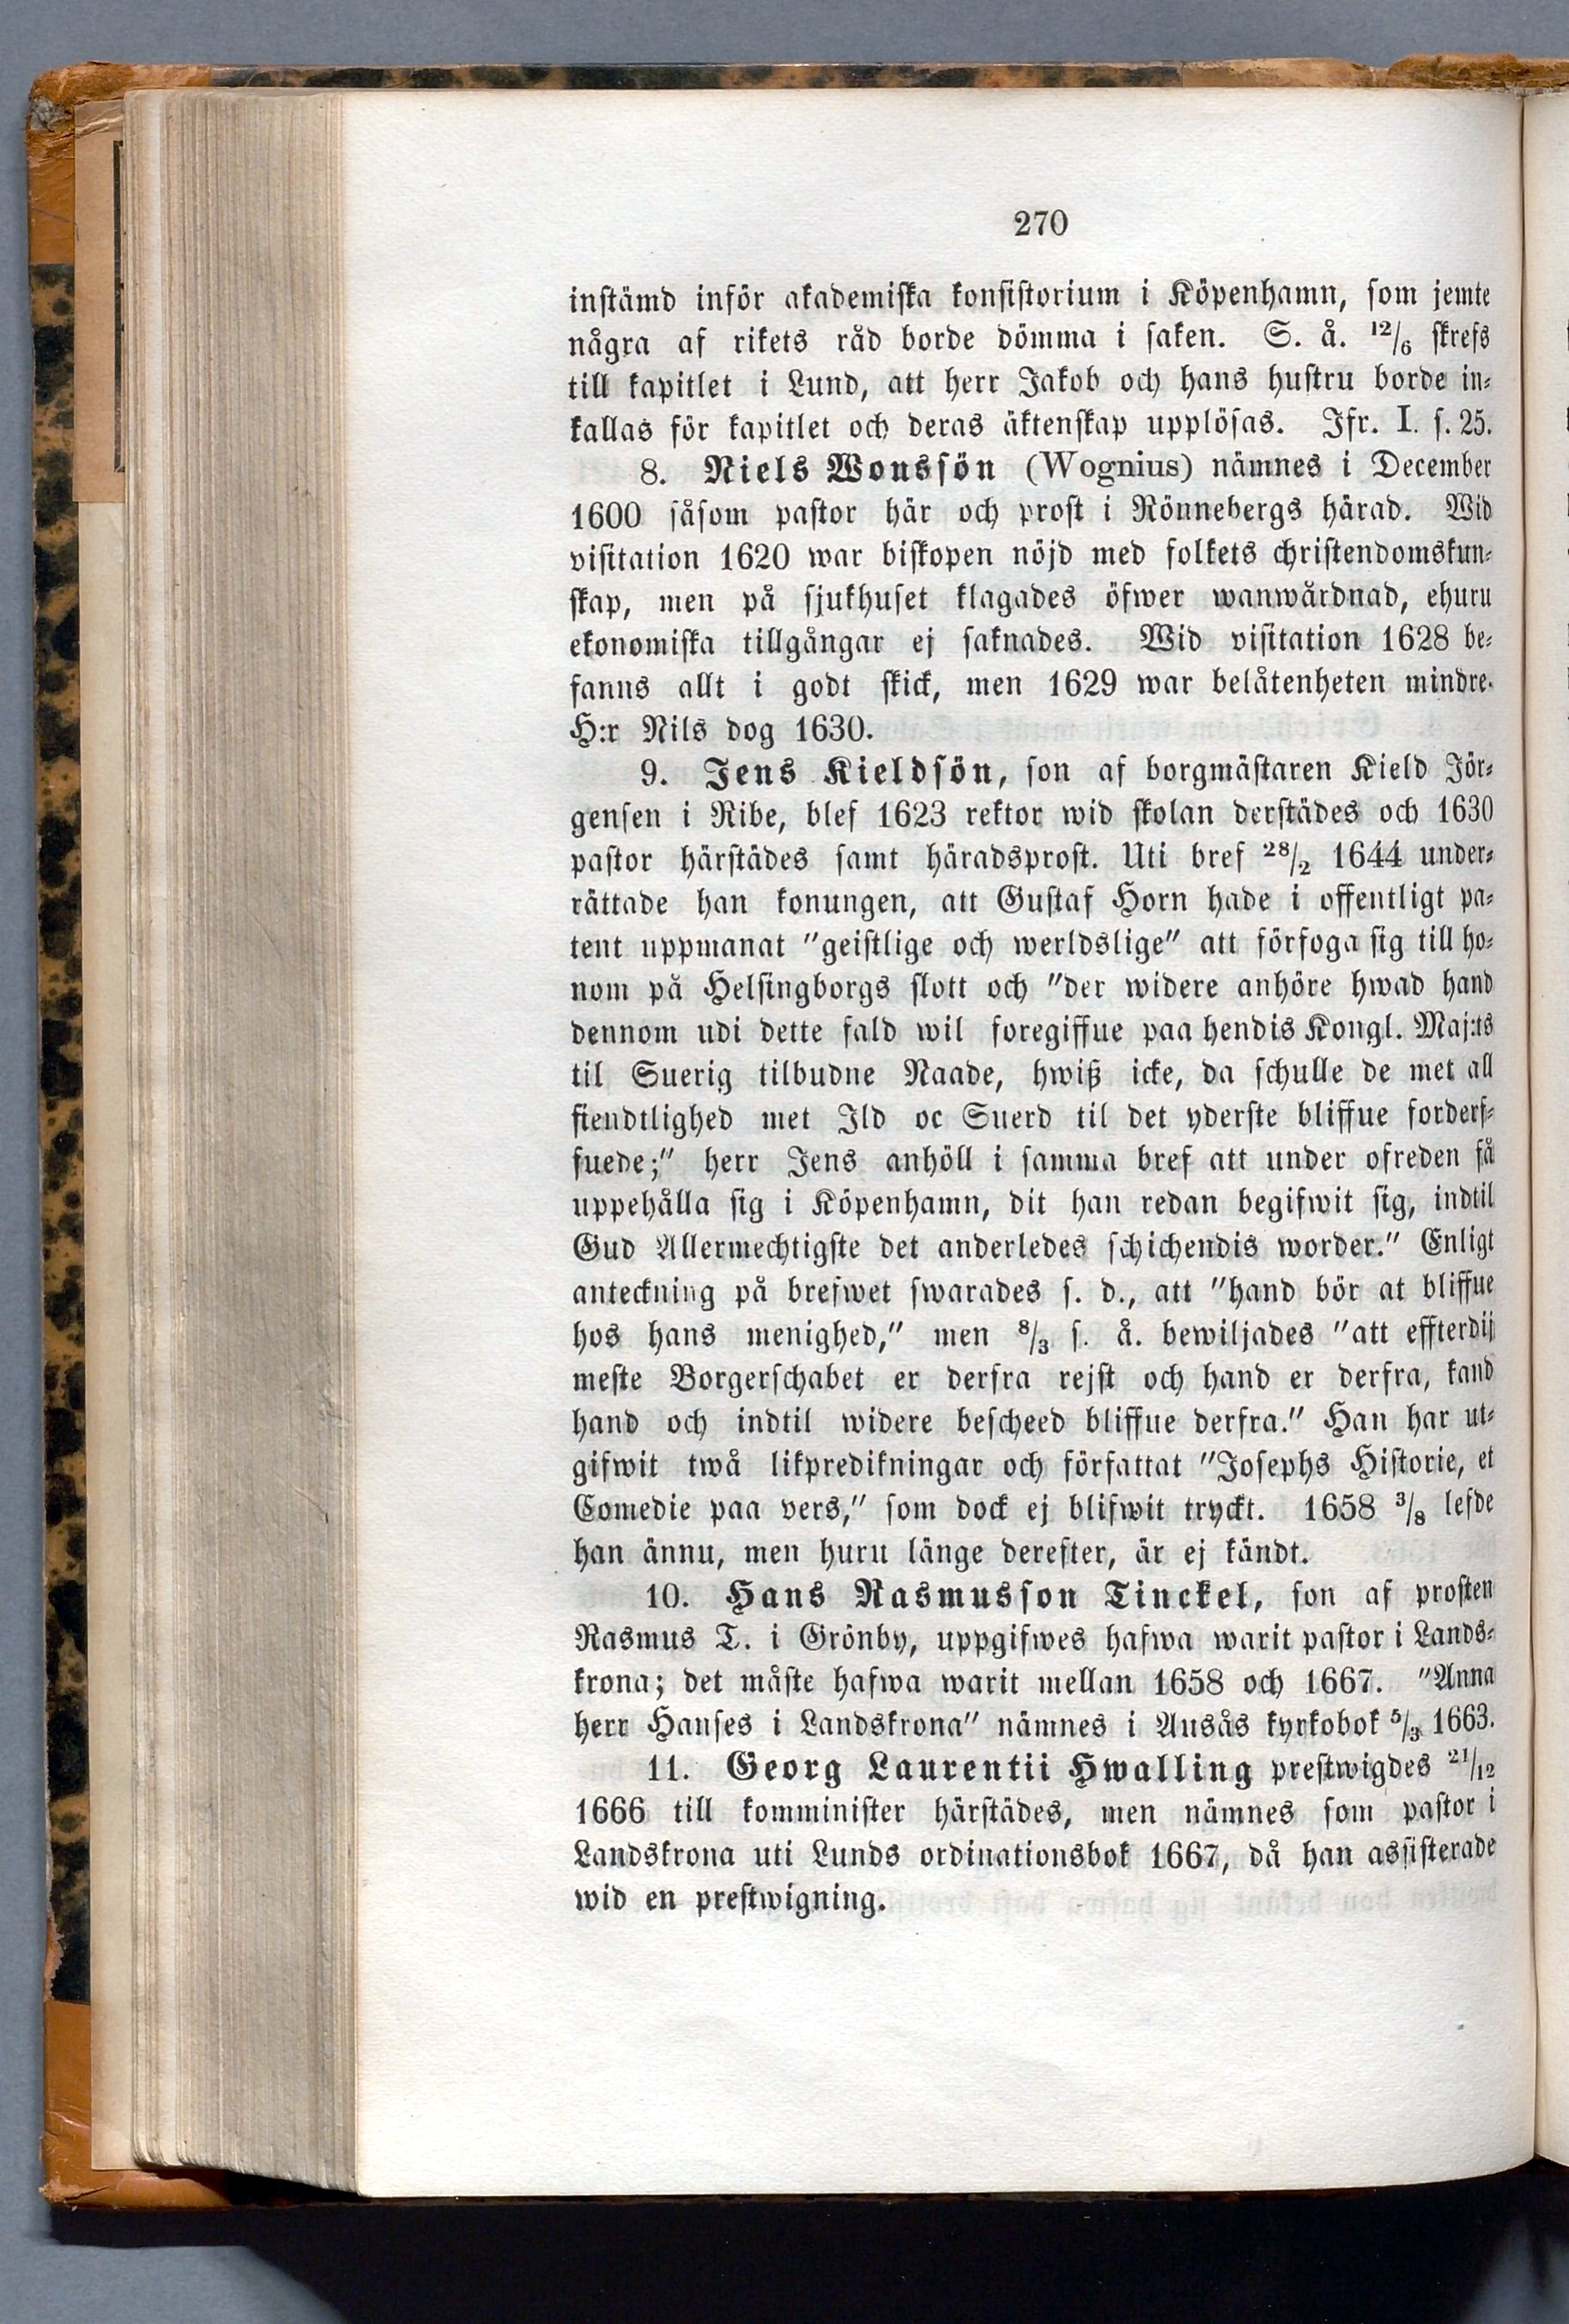 270
instämd inför akademiska konsistorium i Köpenhamn, som jemte
några af rikets råd borde dömma i saken. S. å. 12/6 skrefs
till kapitlet i Lund, att herr Jakob och hans hustru borde in-
kallas för kapitlet och deras äktenskap upplösas. Jfr. I. s. 25.
8. Niels Wonssön (Wognius) nämnes i December
1600 såsom pastor här och prost i Rönnebergs härad. Wid
visitation 1620 war biskopen nöjd med folkets christendomskun-
skap, men på sjukhuset klagades öfwer wanwårdnad, ehuru
ekonomiska tillgångar ej saknades. Wid visitation 1628 be-
fanns allt i godt skick, men 1629 war belåtenheten mindre.
H:r Nils dog 1630.
9. Jens Kieldsön, son af borgmästaren Kield Jör-
gensen i Ribe, blef 1623 rektor wid skolan derstädes och 1630
pastor härstädes samt häradsprost. Uti bref 28/2 1644 under-
rättade han konungen, att Gustaf Horn hade i offentligt pa-
tent uppmanat "geistlige och werldslige" att förfoga sig till ho-
nom på Helsingborgs slott och "der widere anhöre hwad hand
dennom udi dette fald wil foregiffue paa hendis Kongl. Maj:ts
til Suerig tilbudne Naade, hwiß icke, da schulle de met all
fiendtlighed met Ild oc Suerd til det yderste bliffue forderf-
fuede;" herr Jens anhöll i samma bref att under ofreden få
uppehålla sig i Köpenhamn, dit han redan begifwit sig, indtil
Gud Allermechtigste det anderledes schichendis worder." Enligt
anteckning på brefwet swarades s. d., att "hand bör at bliffue
hos hans menighed," men 8/3 s. å. bewiljades "att effterdij
meste Borgerschabet er derfra rejst och hand er derfra, kand
hand och indtil widere bescheed bliffue derfra." Han har ut-
gifwit twå likpredikningar och författat "Josephs Historie, et
Comedie paa vers," som dock ej blifwit tryckt. 1658 3/8 lefde
han ännu, men huru länge derefter, är ej kändt.
10. Hans Rasmusson Tinckel, son af prosten
Rasmus T. i Grönby, uppgifwes hafwa warit pastor i Lands-
krona; det måste hafwa warit mellan 1658 och 1667. "Anna
herr Hanses i Landskrona" nämnes i Ausås kyrkobok 5/3 1663.
11. Georg Laurentii Hwalling prestwigdes 21/12
1666 till komminister härstädes, men nämnes som pastor i
Landskrona uti Lunds ordinationsbok 1667, då han assisterade
wid en prestwigning.